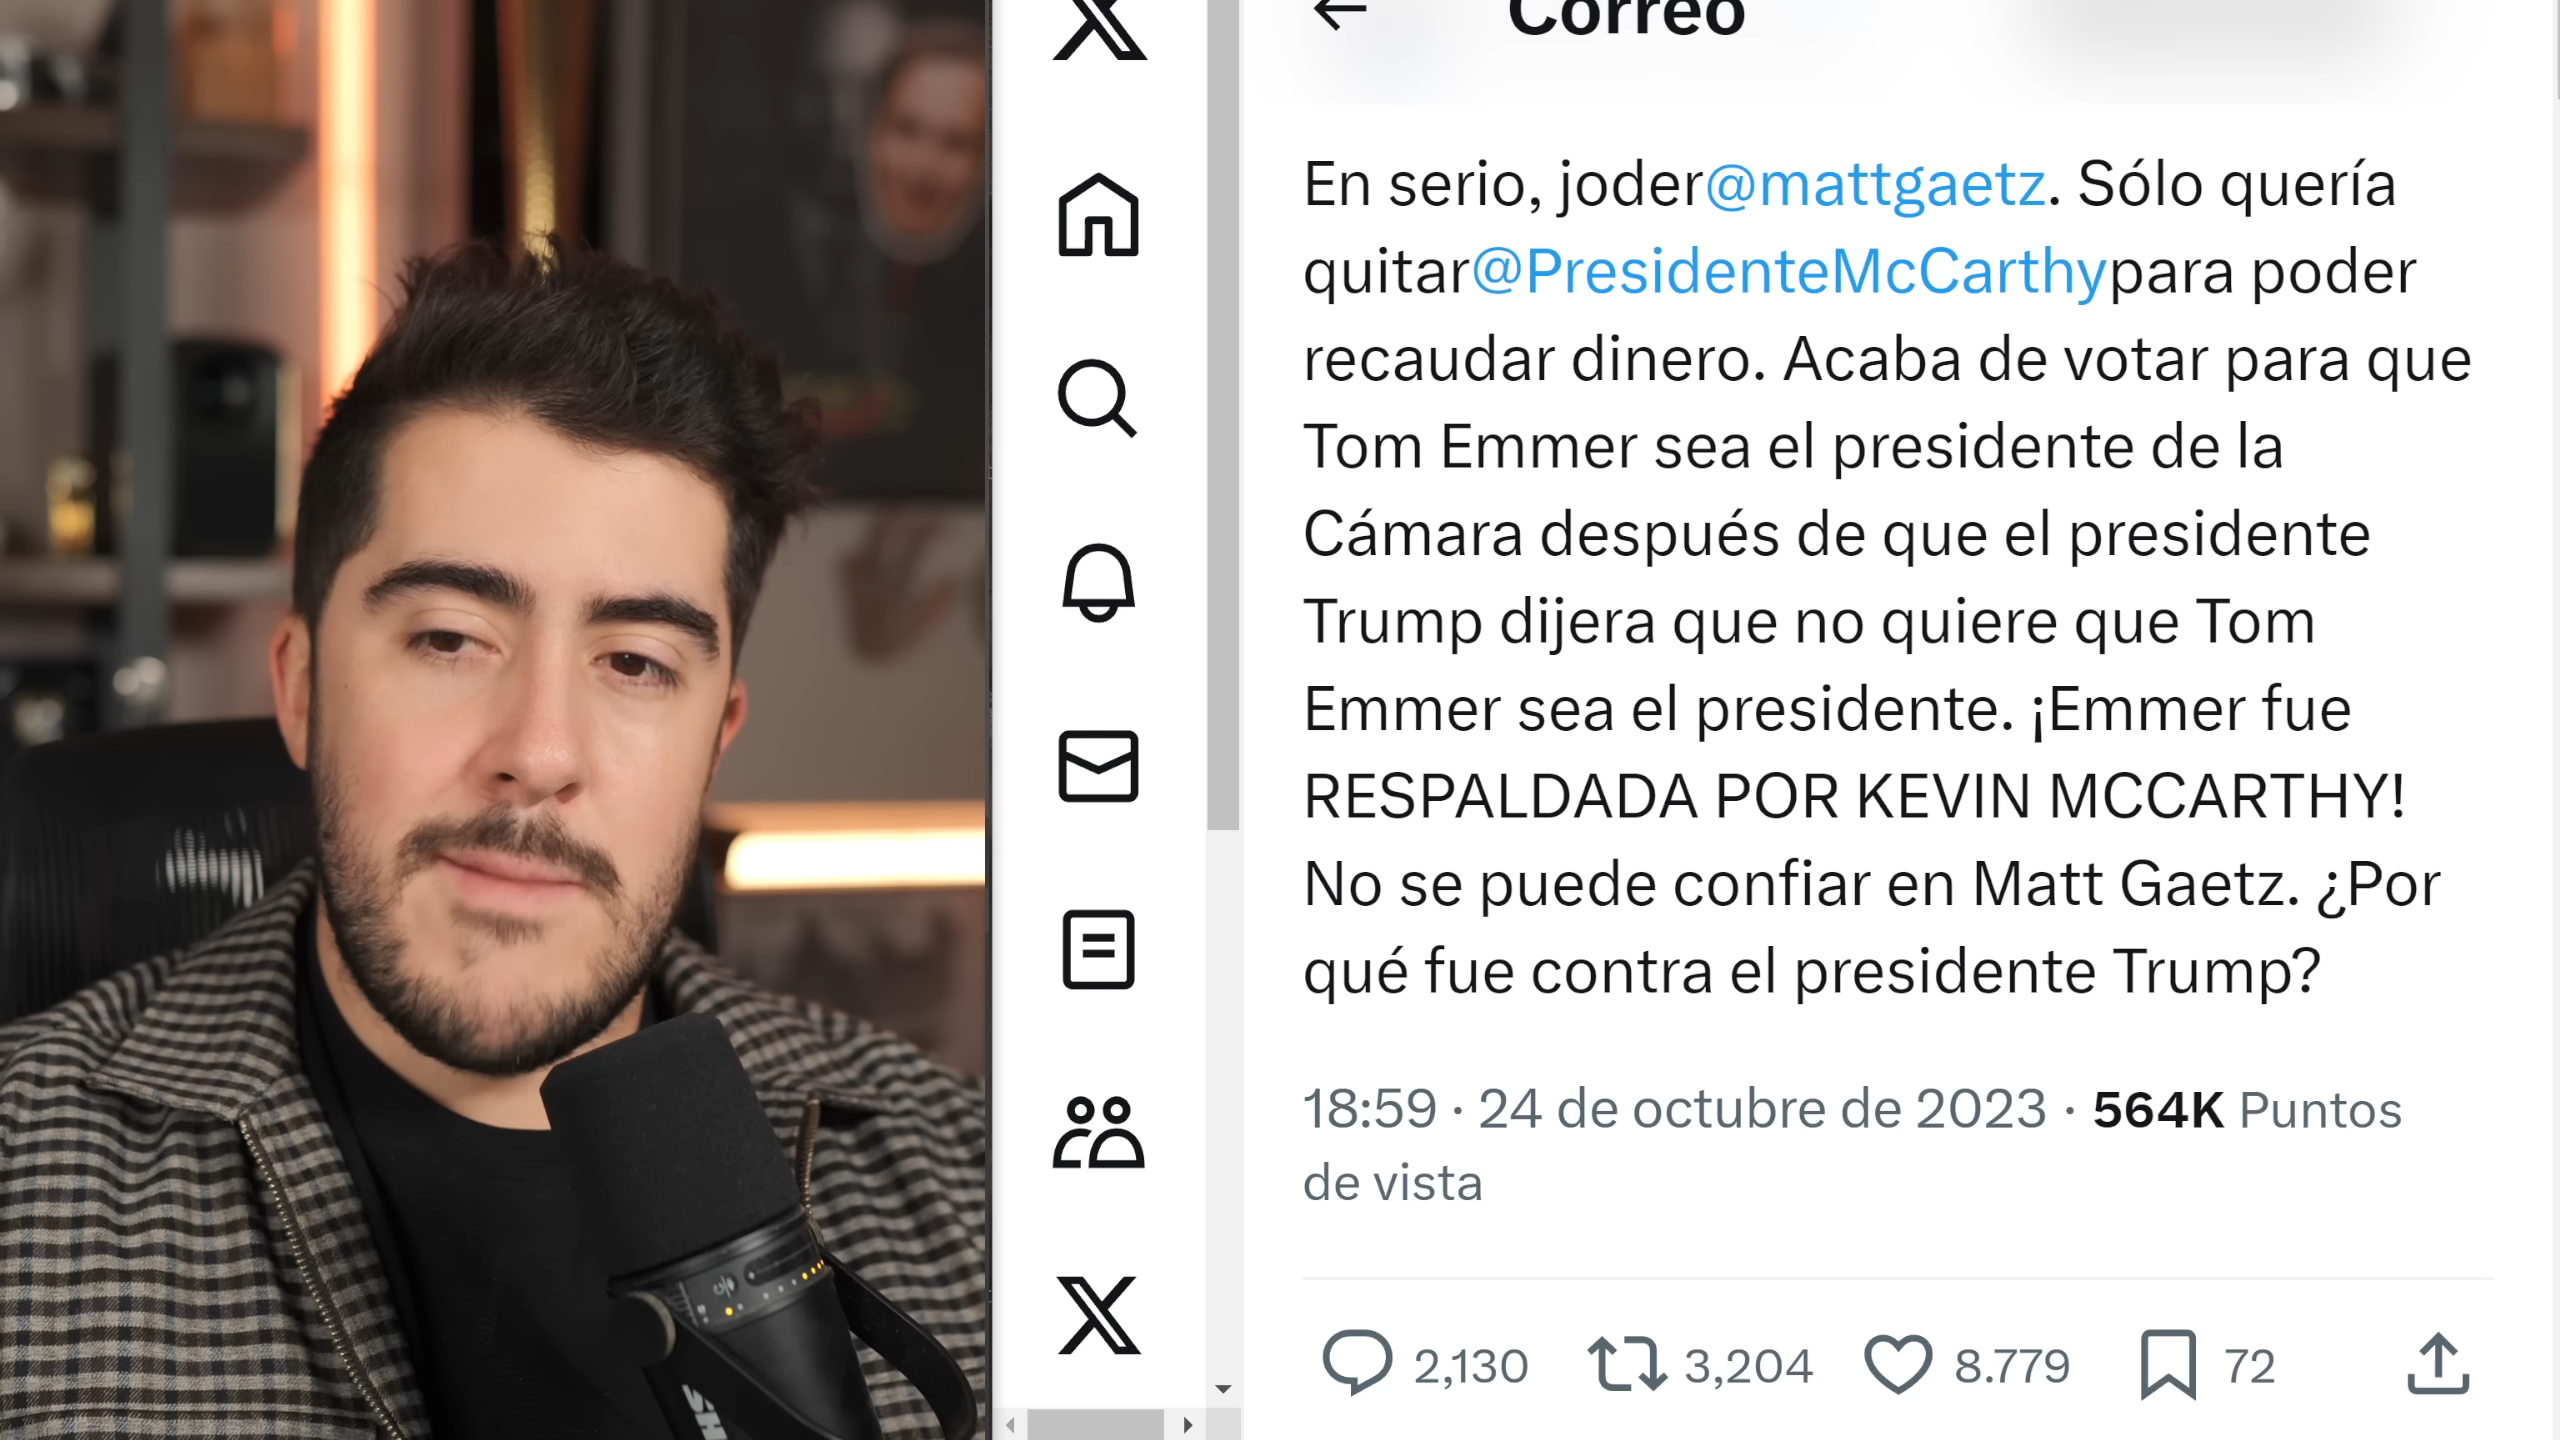 Correo
En serio, joder@mattgaetz. Sólo quería
quitar@PresidenteMcCarthypara poder
recaudar dinero. Acaba de votar para que
Tom Emmer sea el presidente de la
Cámara después de que el presidente
Trump dijera que no quiere que Tom
Emmer sea el presidente. ¡Emmer fue
RESPALDADA POR KEVIN MCCARTHY!
No se puede confiar en Matt Gaetz. ¿Por
qué fue contra el presidente Trump?
18:59 · 24 de octubre de 2023 · 564K Puntos
de vista
2,130 3,204 8.779 72
SH